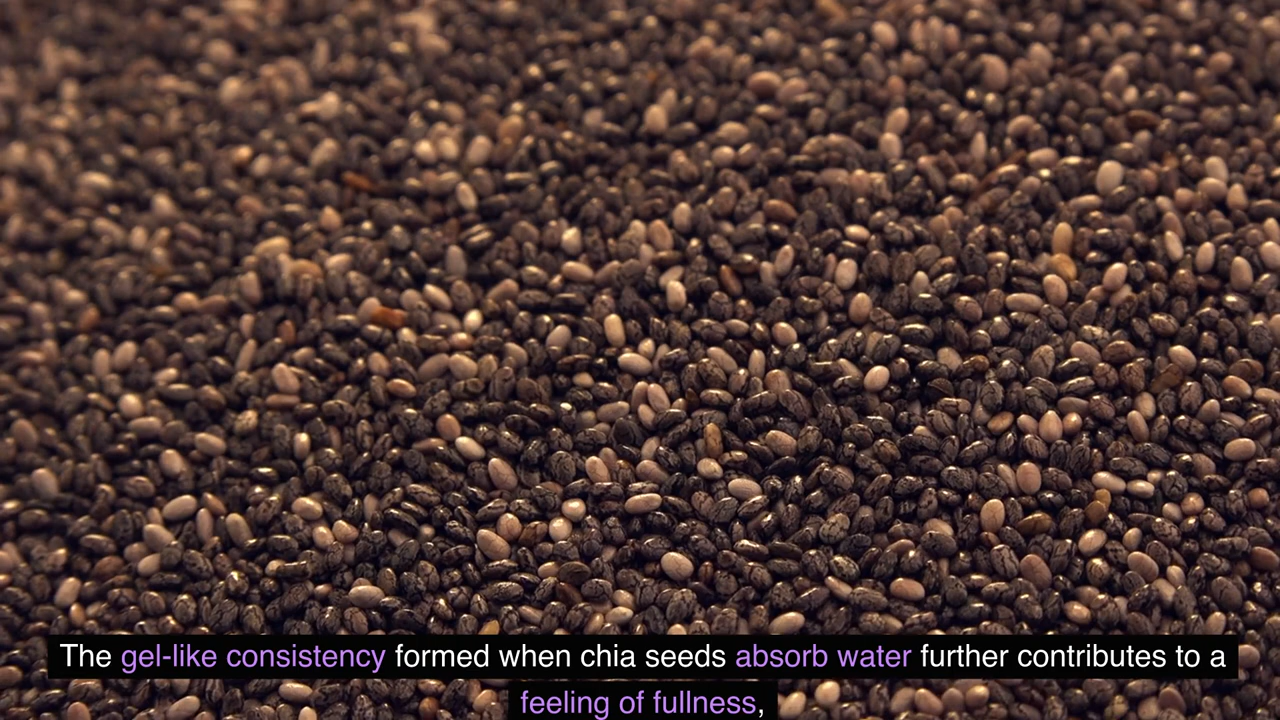 The gel-like consistency formed when chia seeds absorb water further contributes to a
feeling of fullness,